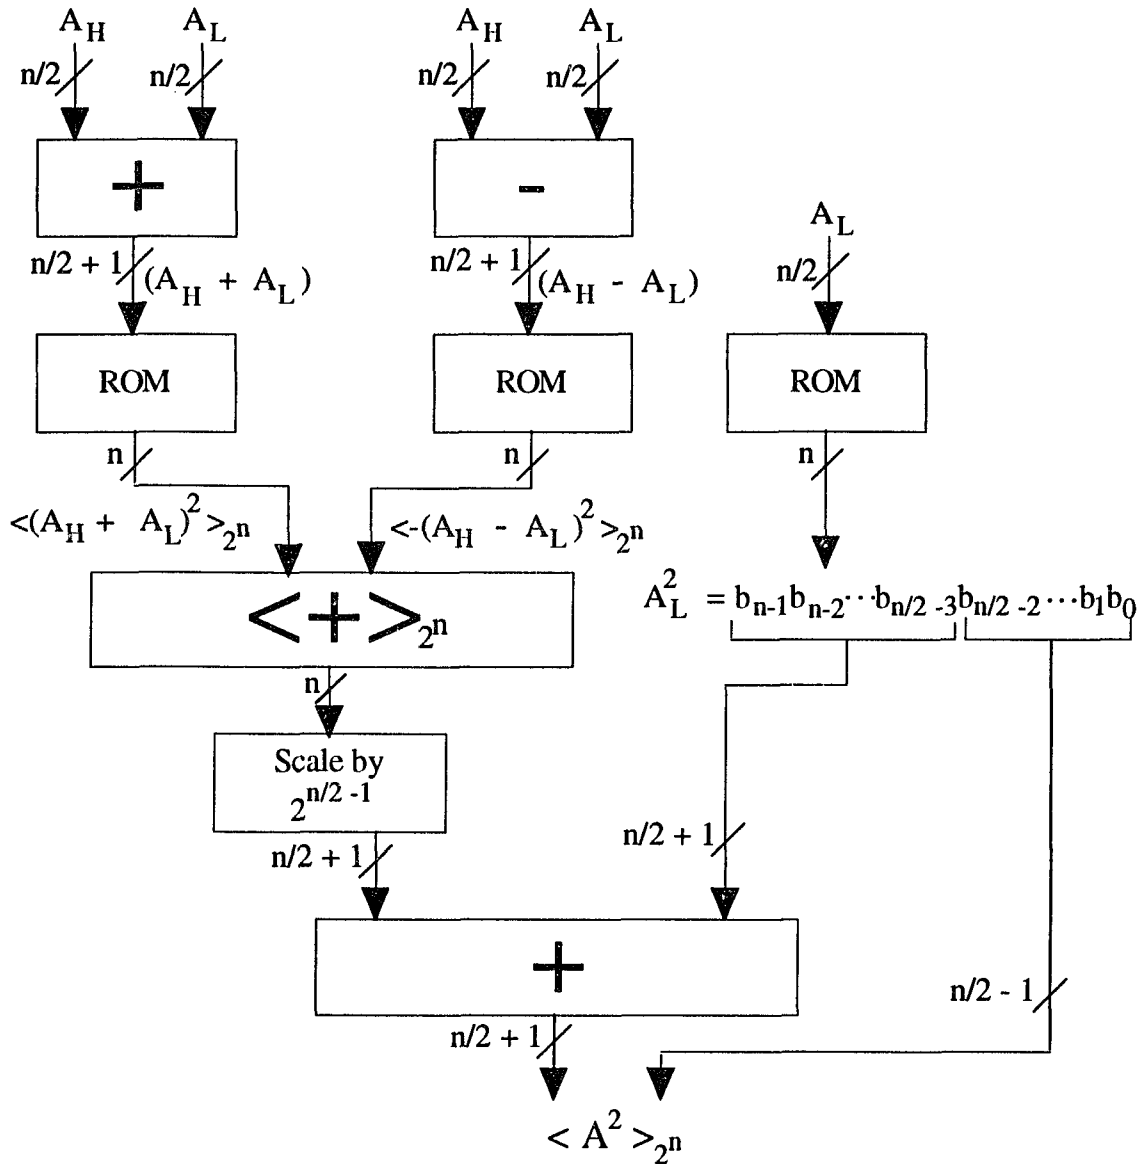 A_H A_L A_H A_L
n/2 n/2 n/2 n/2
+ -
A_L
n/2 + 1 (A_H + A_L) n/2 + 1 (A_H - A_L) n/2
ROM ROM ROM
n n n
<(A_H + A_L)^2>_2^n <-(A_H - A_L)^2>_2^n
< + >_2^n
A_L^2 = b_n-1 b_n-2 ··· b_n/2 -3 b_n/2 -2 ··· b_1 b_0
n
Scale by
2^n/2 -1
n/2 + 1 n/2 + 1
+
n/2 - 1
n/2 + 1
< A^2 >_2^n